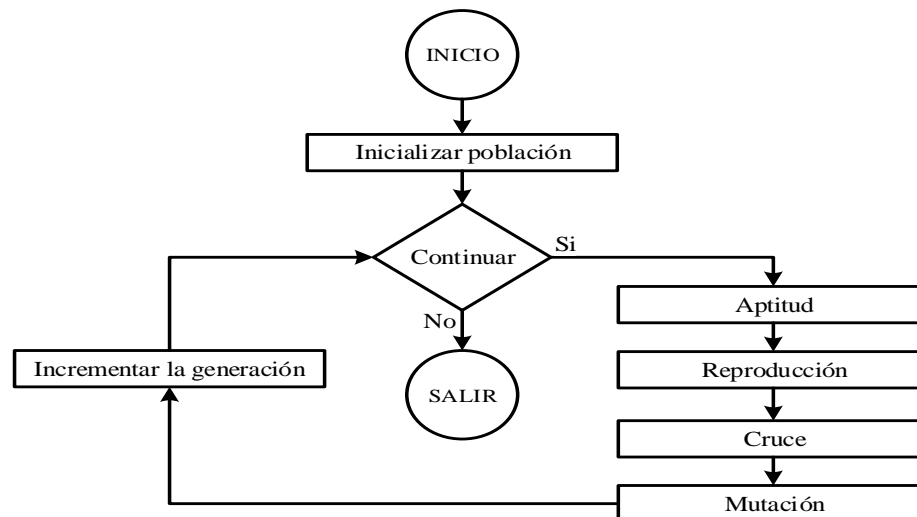 INICIO
Inicializar población
Continuar
Si
No
Aptitud
Reproducción
Cruce
Mutación
Incrementar la generación
SALIR